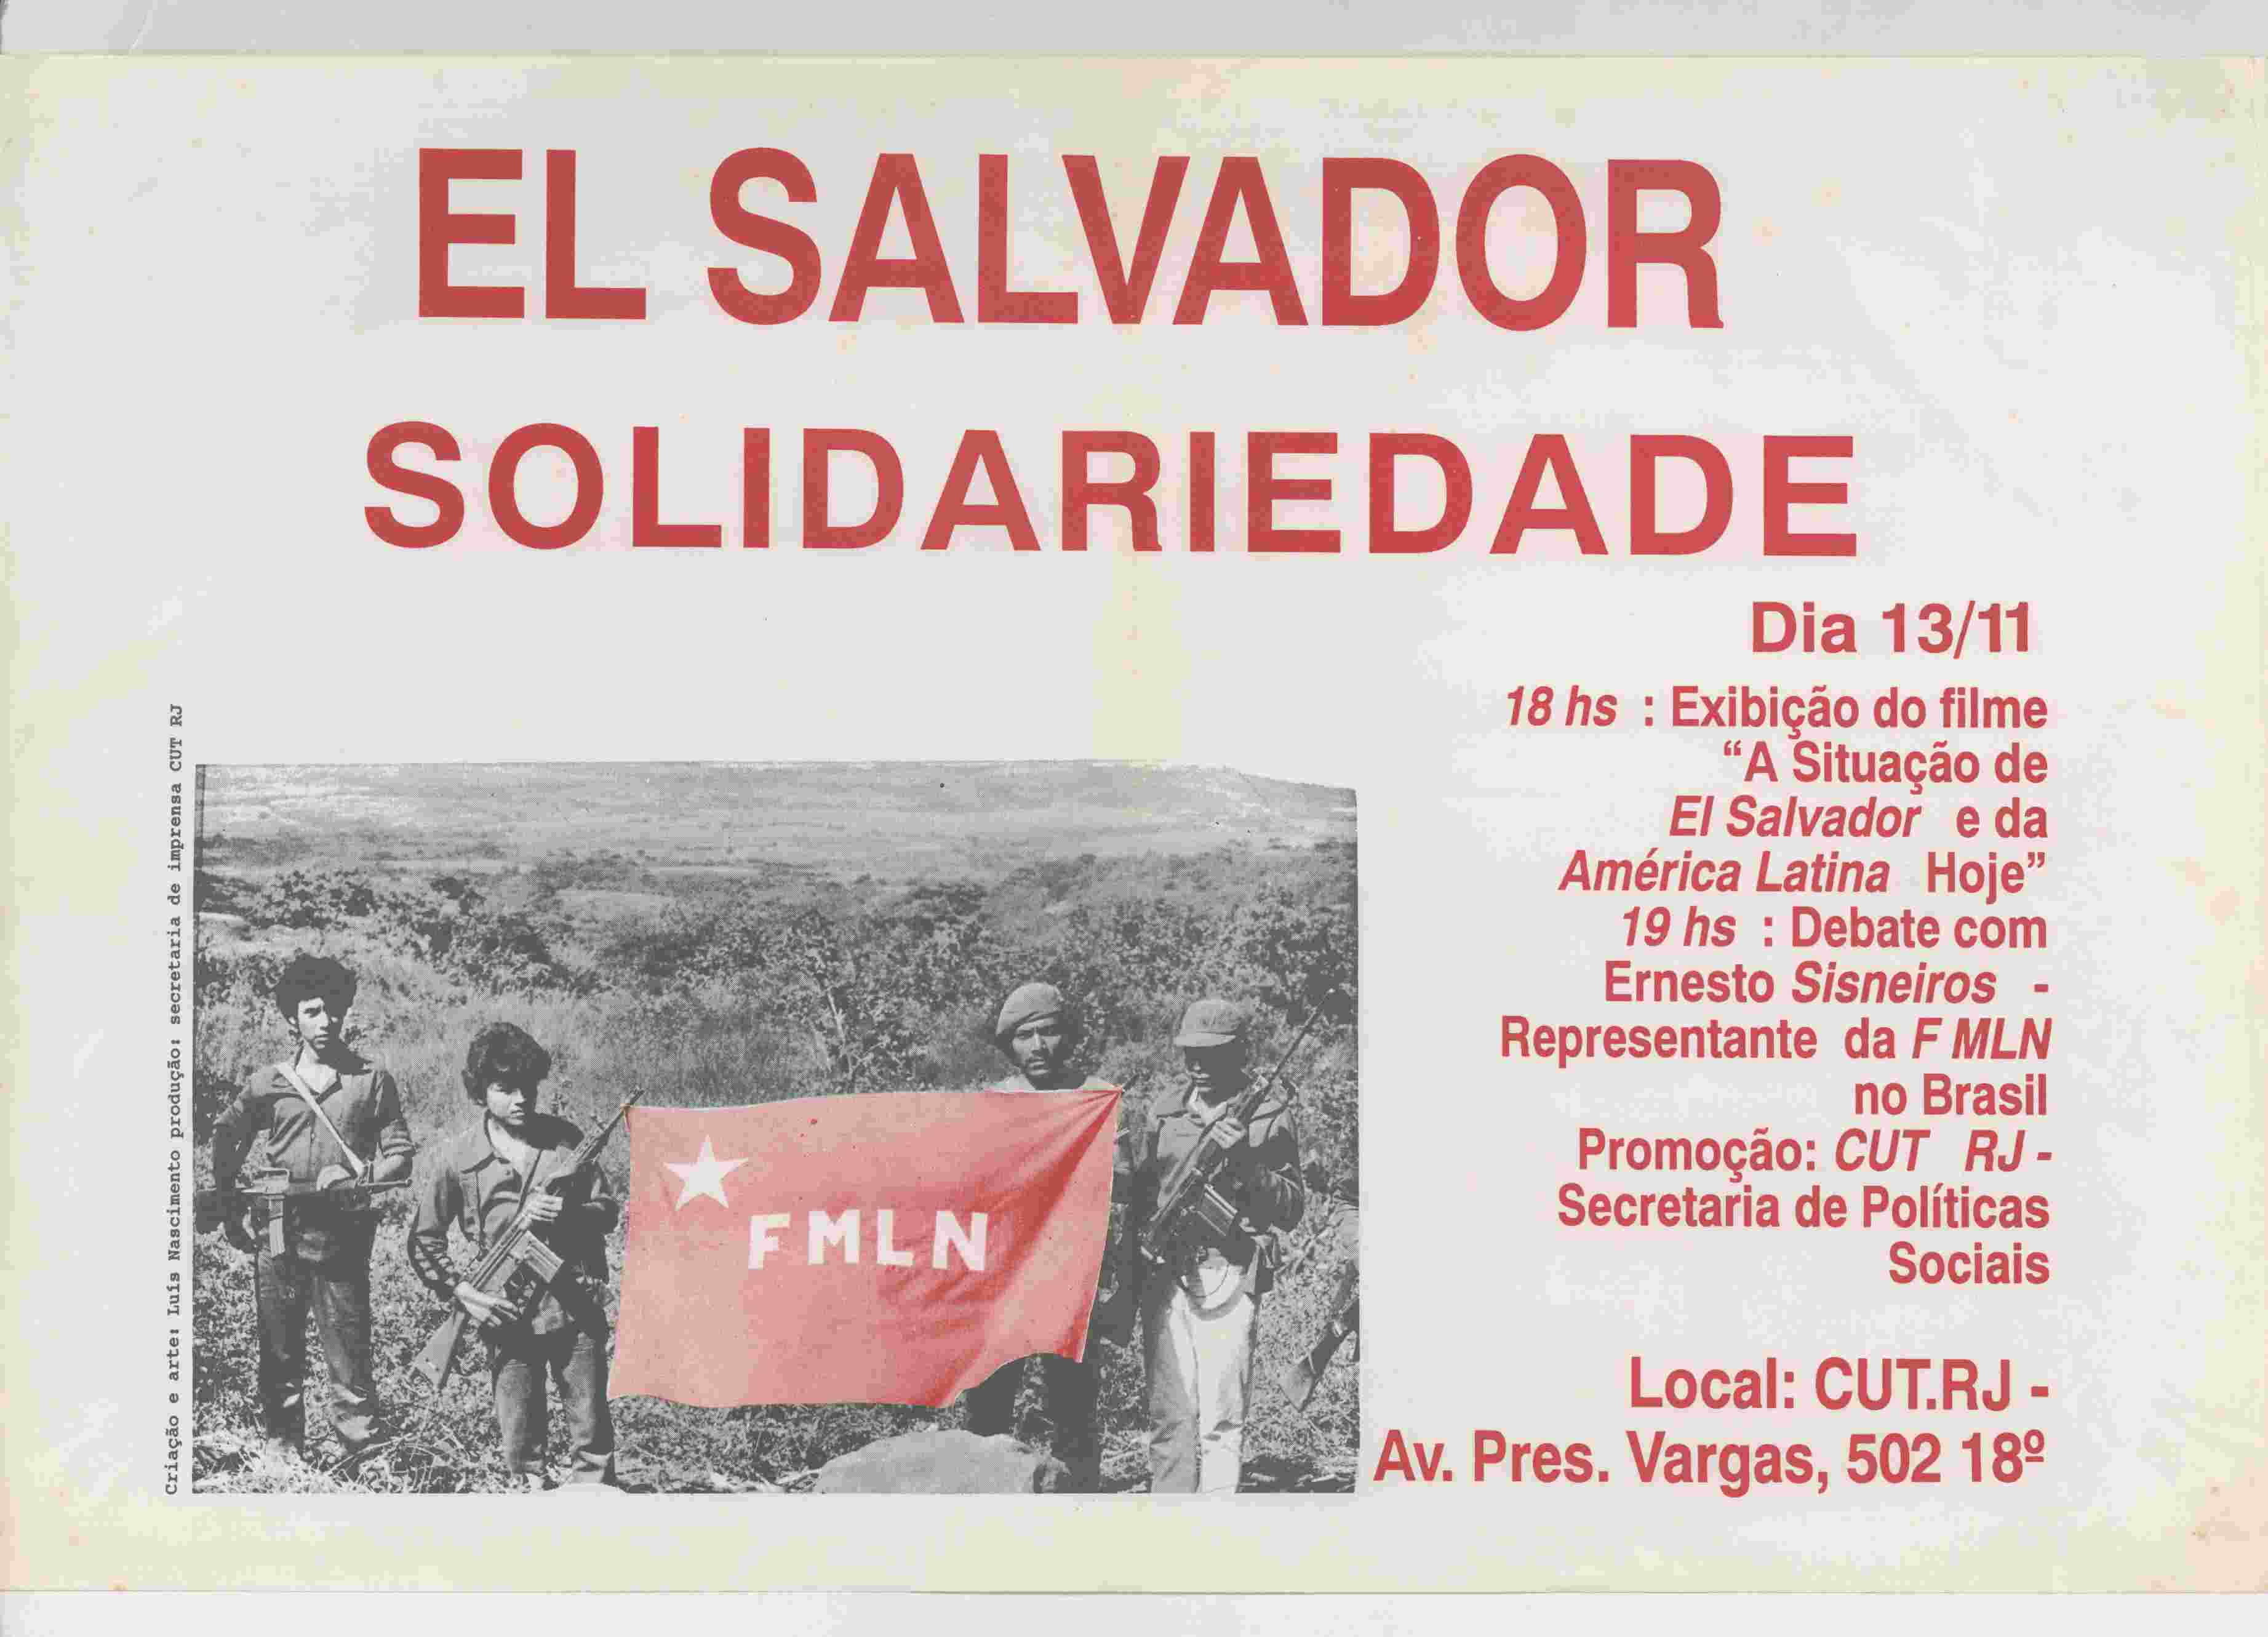 EL SALVADOR
SOLIDARIEDADE
Dia 13/11
18 hs : Exibição do filme
“A Situação de
El Salvador e da
América Latina Hoje”
19 hs : Debate com
Ernesto Sisneiros -
Representante da F MLN
no Brasil
Promoção: CUT RJ -
Secretaria de Políticas
Sociais
Local: CUT.RJ -
Av. Pres. Vargas, 502 18º
Criação e arte: Luís Nascimento produção: secretaria de imprensa CUT RJ
FMLN